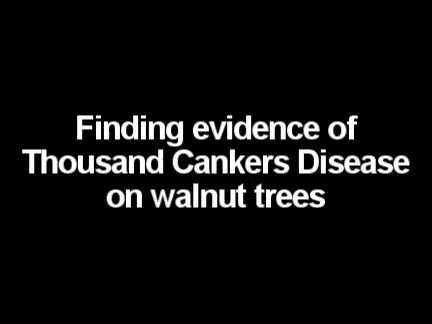 Finding evidence of
Thousand Cankers Disease
on walnut trees